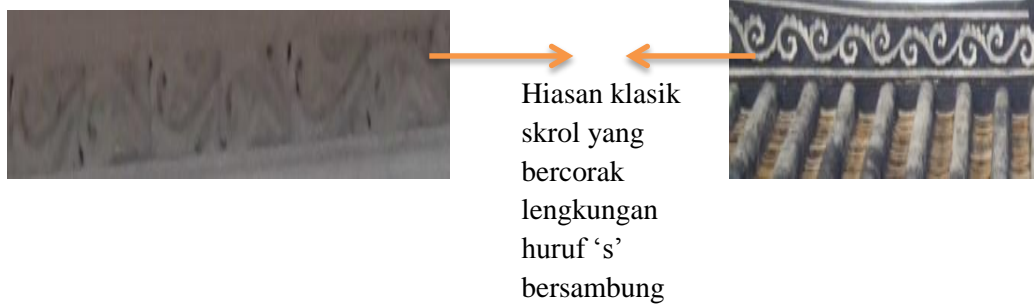 Hiasan klasik
skrol yang
bercorak
lengkungan
huruf ‘s’
bersambung